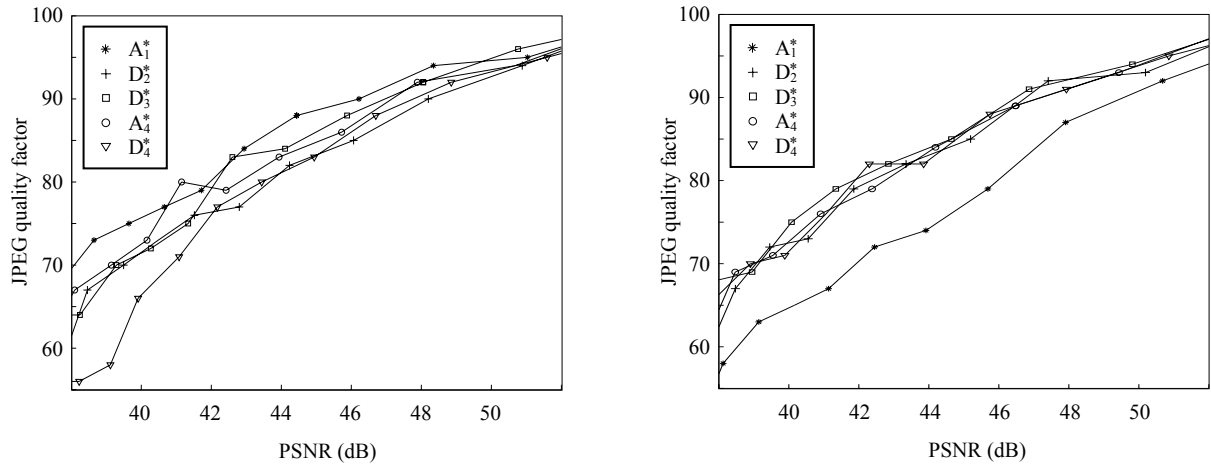 100
90
80
70
60
JPEG quality factor
A₁*
D₂*
D₃*
A₄*
D₄*
40 42 44 46 48 50
PSNR (dB)
100
90
80
70
60
JPEG quality factor
A₁*
D₂*
D₃*
A₄*
D₄*
40 42 44 46 48 50
PSNR (dB)